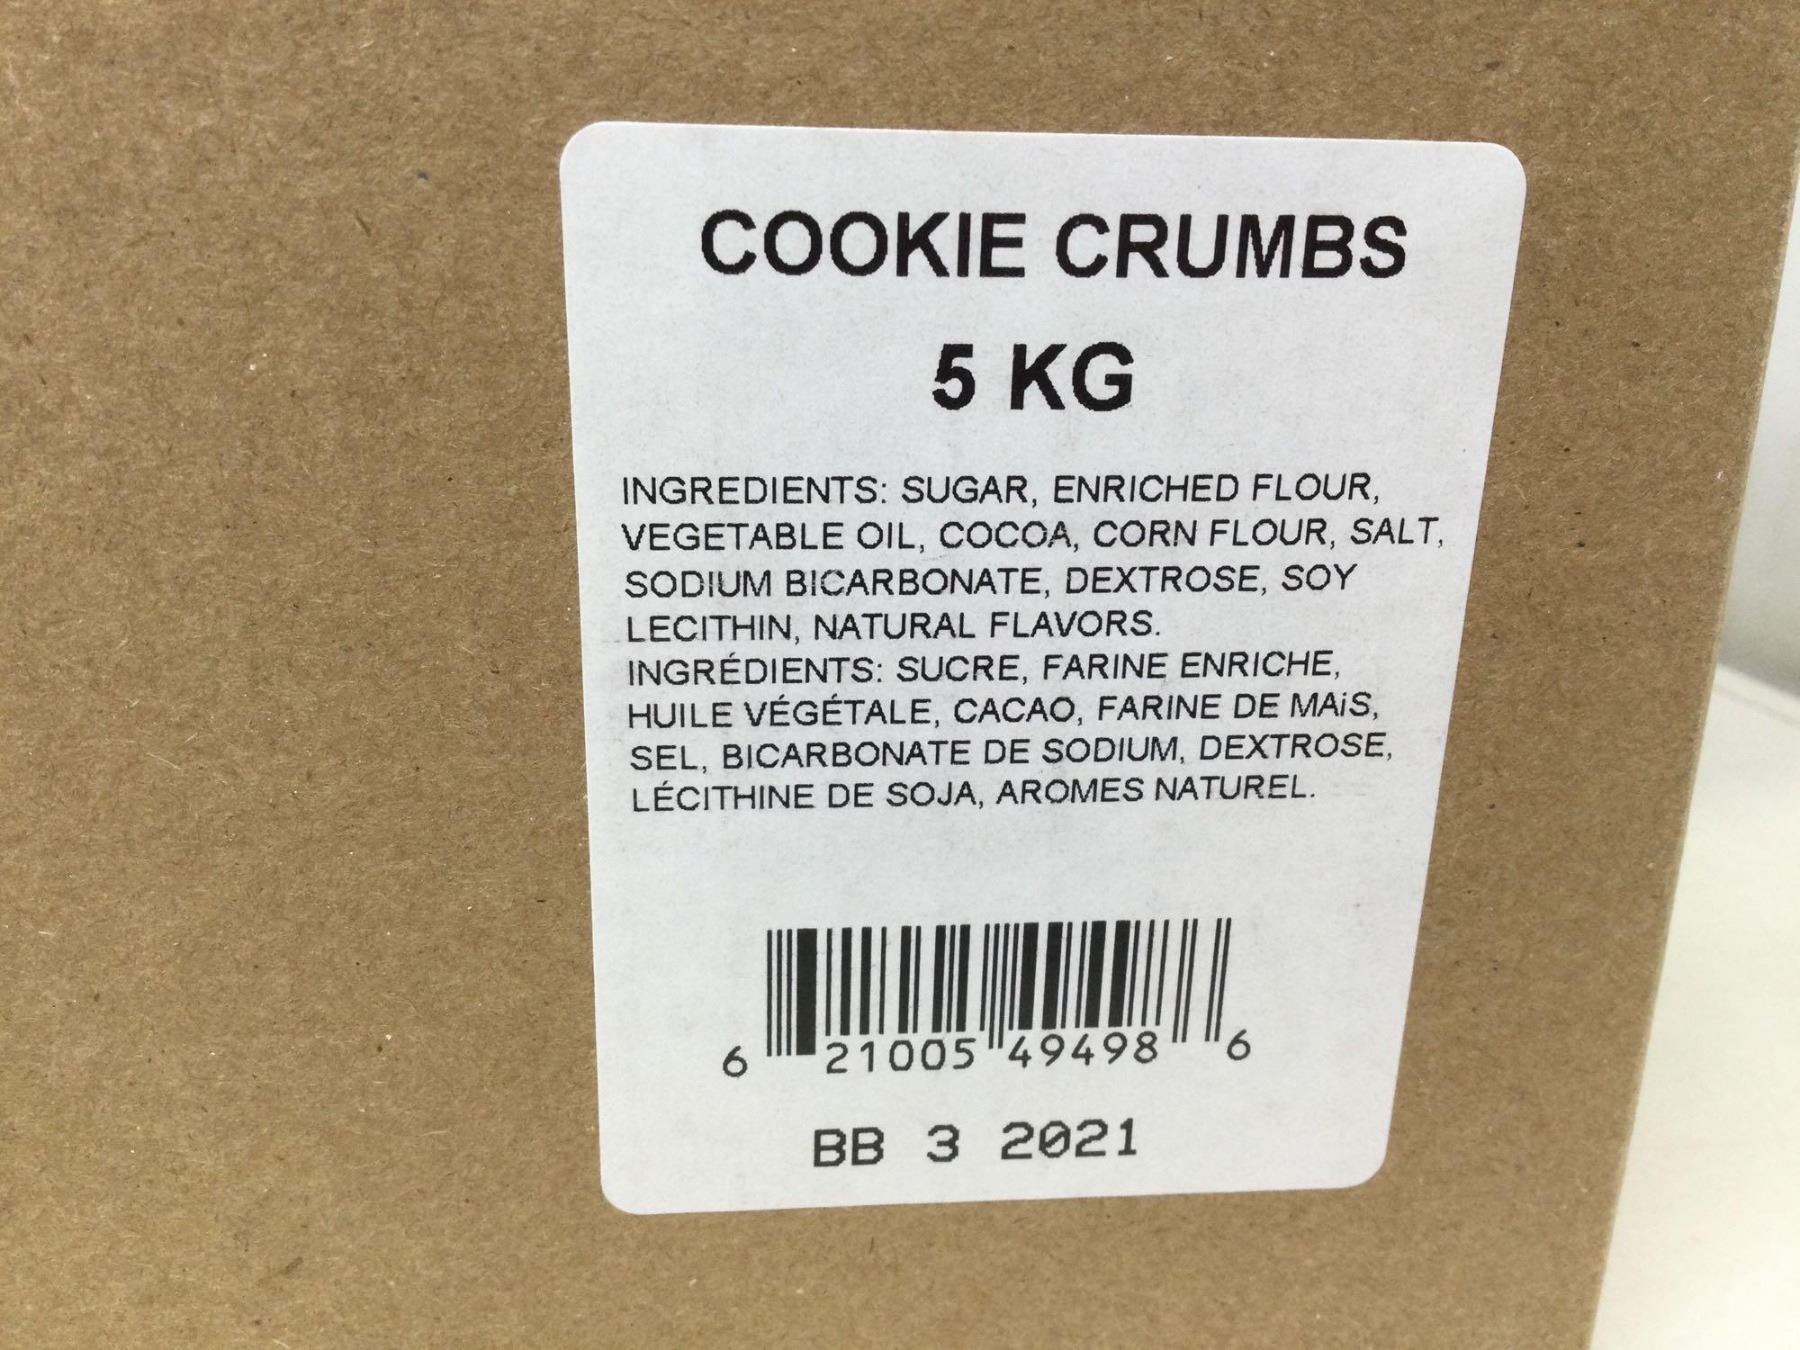 COOKIE CRUMBS
5 KG
INGREDIENTS: SUGAR, ENRICHED FLOUR,
VEGETABLE OIL, COCOA, CORN FLOUR, SALT,
SODIUM BICARBONATE, DEXTROSE, SOY
LECITHIN, NATURAL FLAVORS.
INGRÉDIENTS: SUCRE, FARINE ENRICHE,
HUILE VÉGÉTALE, CACAO, FARINE DE MAïS,
SEL, BICARBONATE DE SODIUM, DEXTROSE,
LÉCITHINE DE SOJA, AROMES NATUREL.
6 21005 49498 6
BB 3 2021